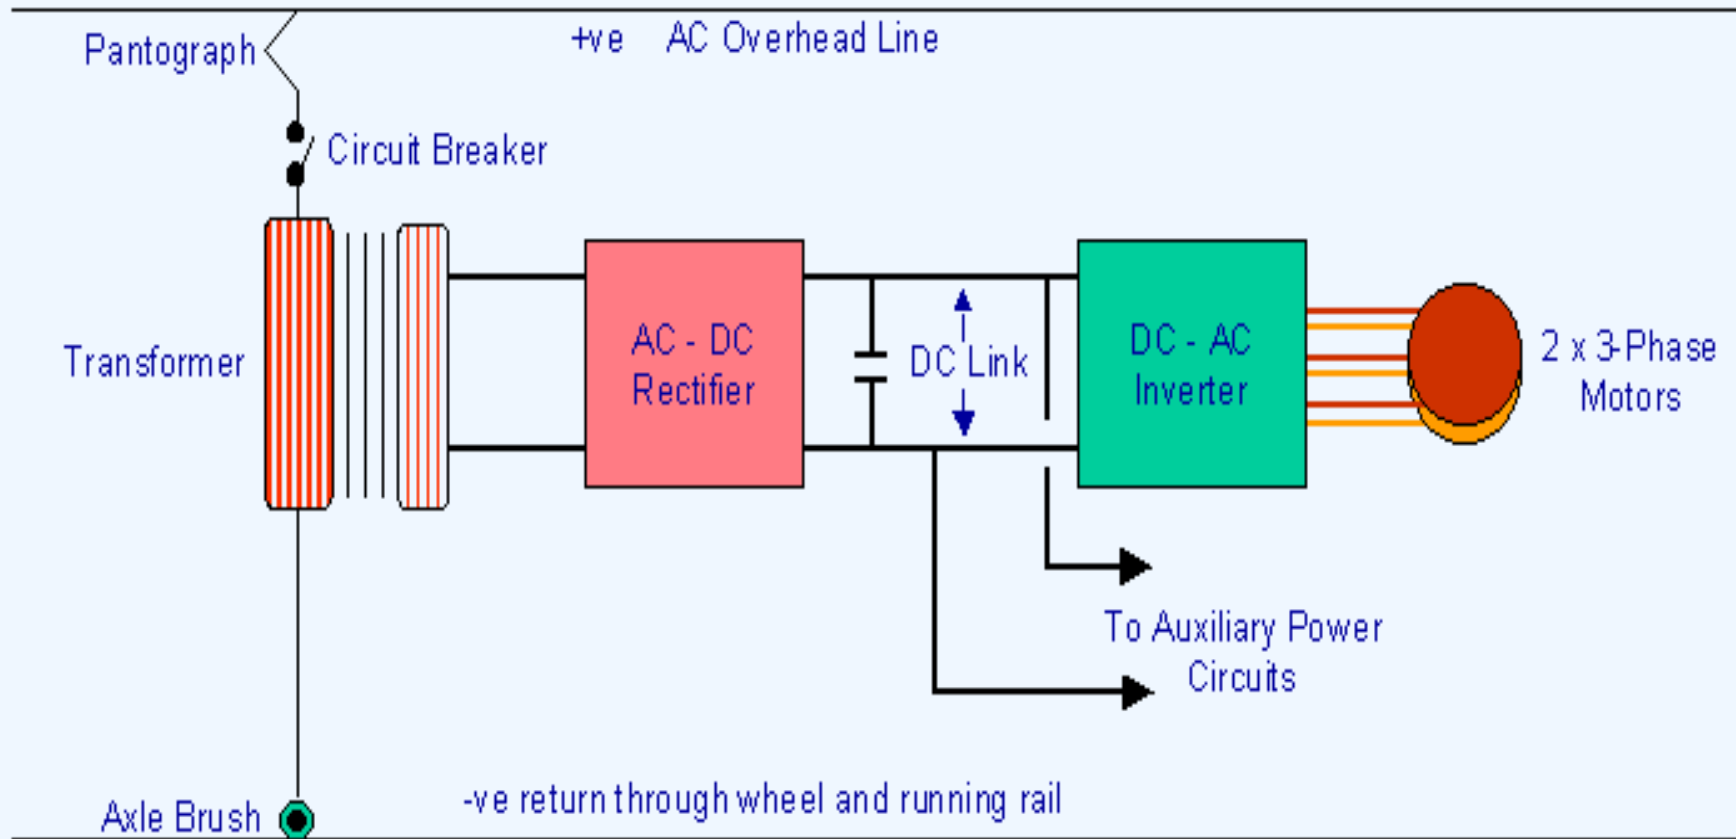 +ve AC Overhead Line
Pantograph
Circuit Breaker
Transformer
AC - DC
Rectifier
DC Link
DC - AC
Inverter
2 x 3-Phase
Motors
To Auxiliary Power
Circuits
Axle Brush
-ve return through wheel and running rail